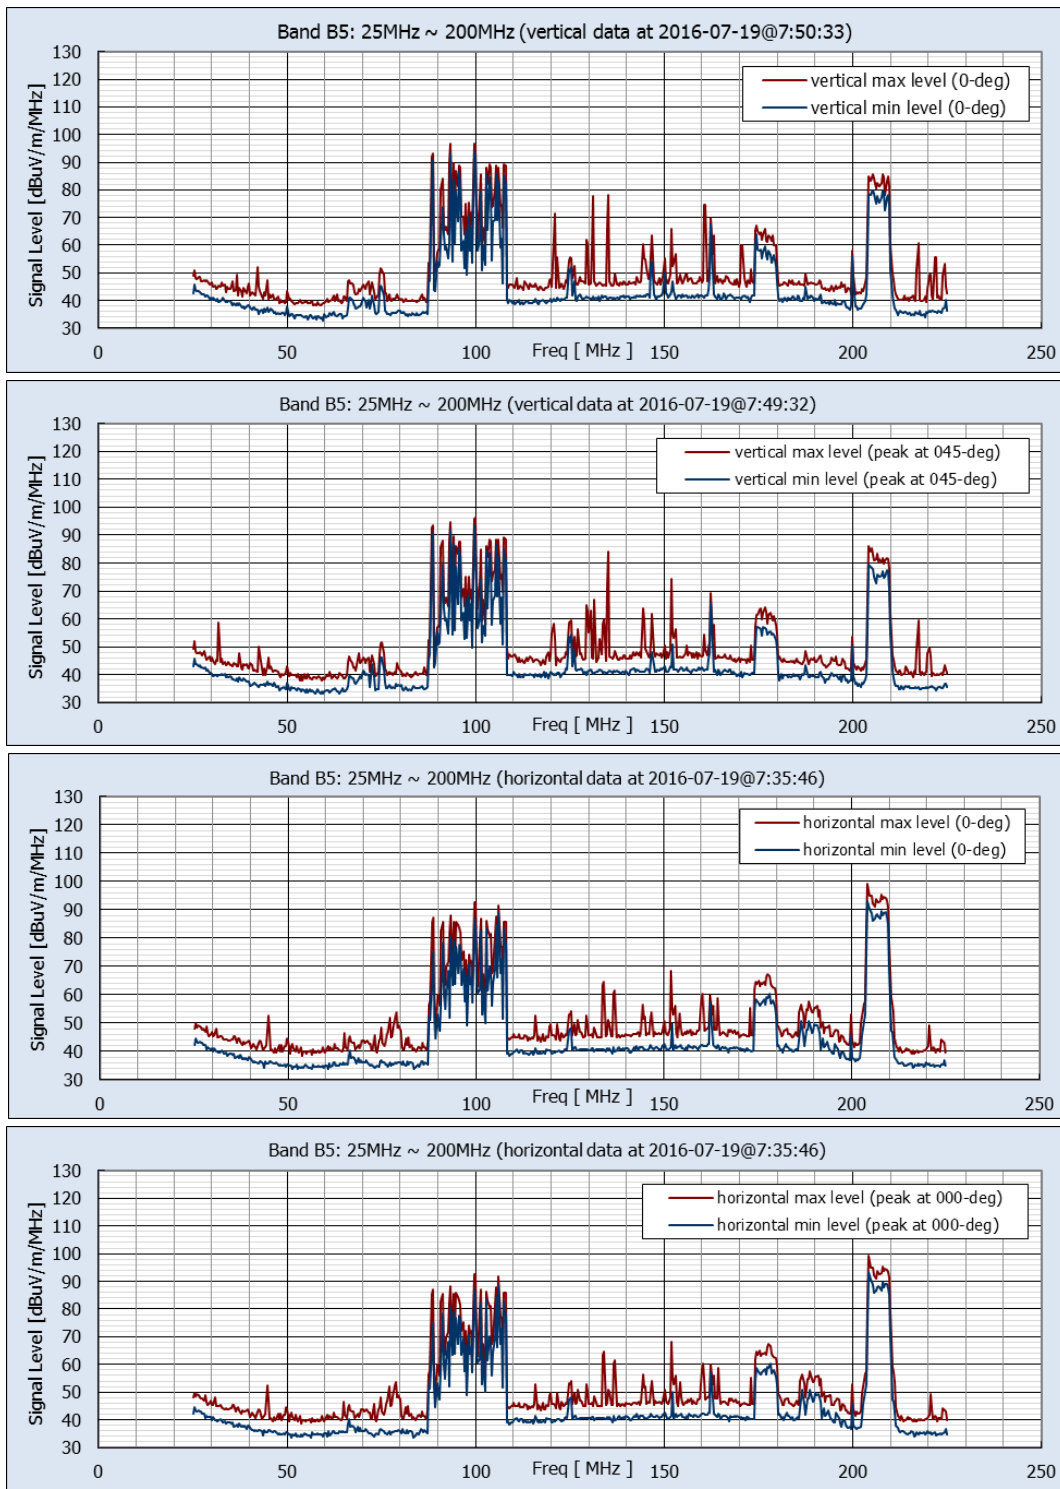 Band B5: 25MHz ~ 200MHz (vertical data at 2016-07-19@7:50:33)
130
120
110
100
90
80
70
60
50
40
30
Signal Level [dBuV/m/MHz]
vertical max level (0-deg)
vertical min level (0-deg)
0 50 100 150 200 250
Freq [ MHz ]
Band B5: 25MHz ~ 200MHz (vertical data at 2016-07-19@7:49:32)
130
120
110
100
90
80
70
60
50
40
30
Signal Level [dBuV/m/MHz]
vertical max level (peak at 045-deg)
vertical min level (peak at 045-deg)
0 50 100 150 200 250
Freq [ MHz ]
Band B5: 25MHz ~ 200MHz (horizontal data at 2016-07-19@7:35:46)
130
120
110
100
90
80
70
60
50
40
30
Signal Level [dBuV/m/MHz]
horizontal max level (0-deg)
horizontal min level (0-deg)
0 50 100 150 200 250
Freq [ MHz ]
Band B5: 25MHz ~ 200MHz (horizontal data at 2016-07-19@7:35:46)
130
120
110
100
90
80
70
60
50
40
30
Signal Level [dBuV/m/MHz]
horizontal max level (peak at 000-deg)
horizontal min level (peak at 000-deg)
0 50 100 150 200 250
Freq [ MHz ]